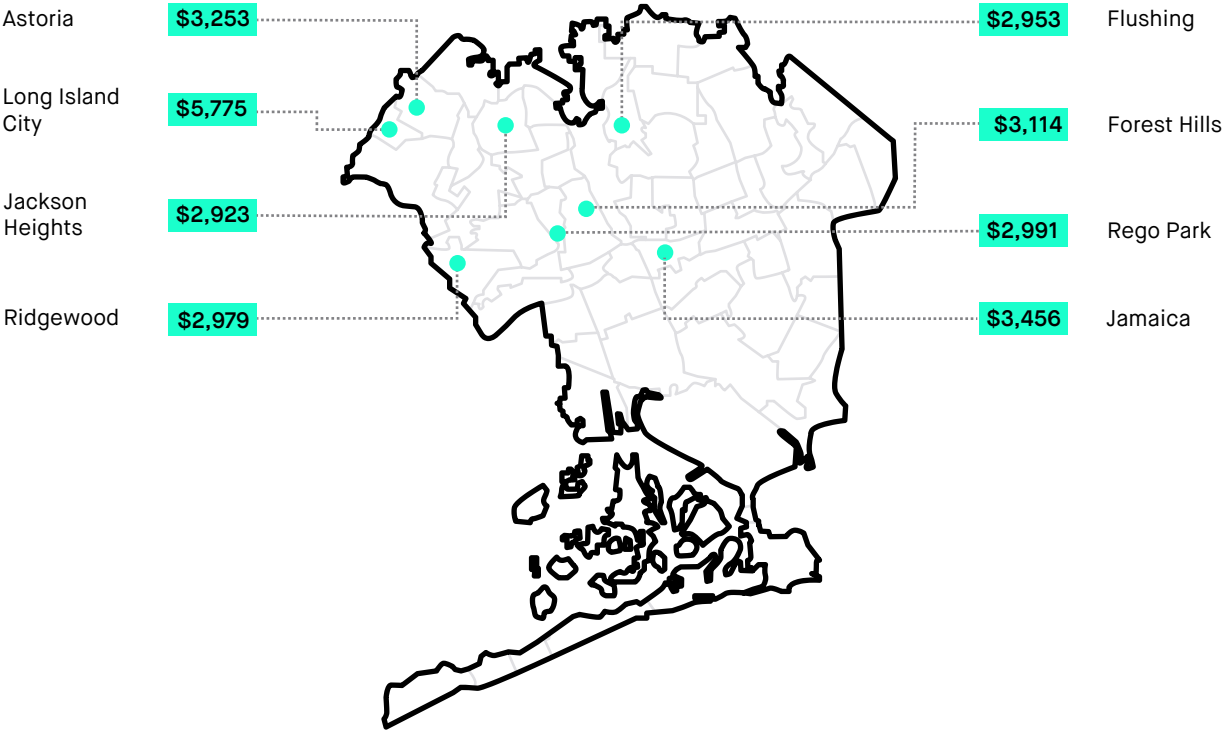 Astoria
$3,253
Long Island
City
$5,775
Jackson
Heights
$2,923
Ridgewood
$2,979
$2,953
Flushing
$3,114
Forest Hills
$2,991
Rego Park
$3,456
Jamaica